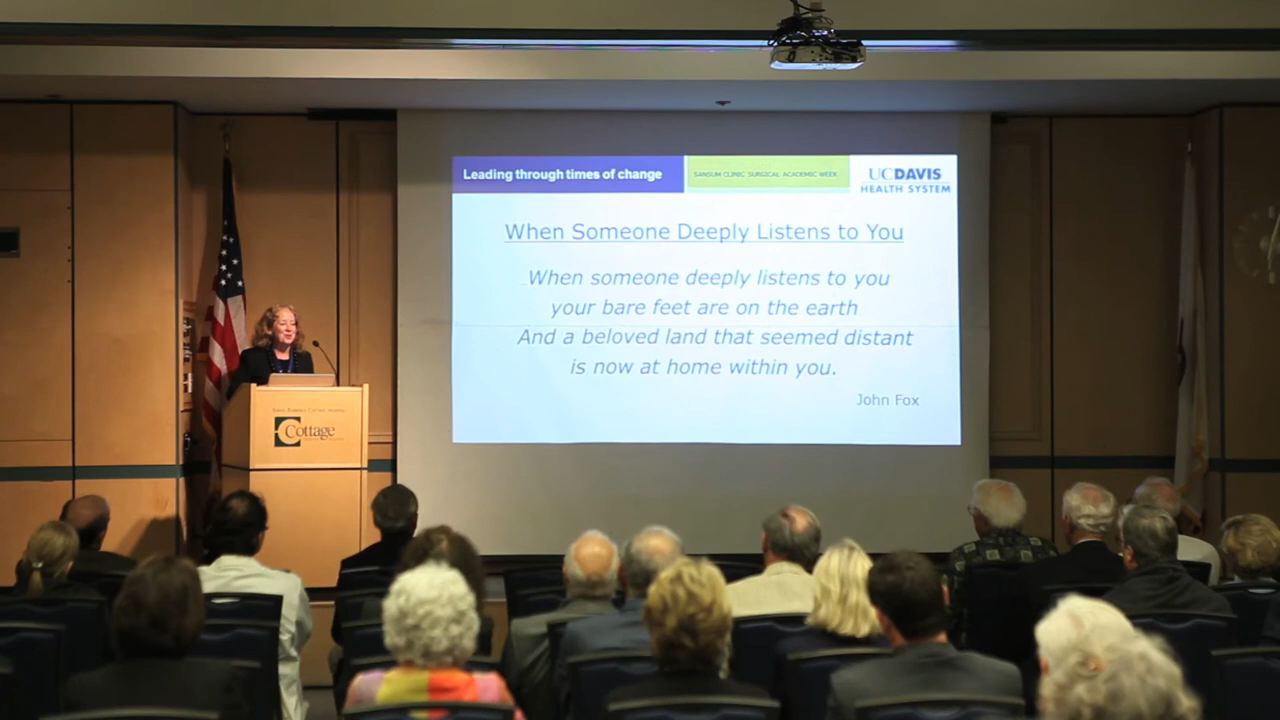 Leading through times of change
SANSUM CLINIC SURGICAL ACADEMIC WEEK
UCDAVIS
HEALTH SYSTEM
When Someone Deeply Listens to You
When someone deeply listens to you
your bare feet are on the earth
And a beloved land that seemed distant
is now at home within you.
John Fox
Cottage